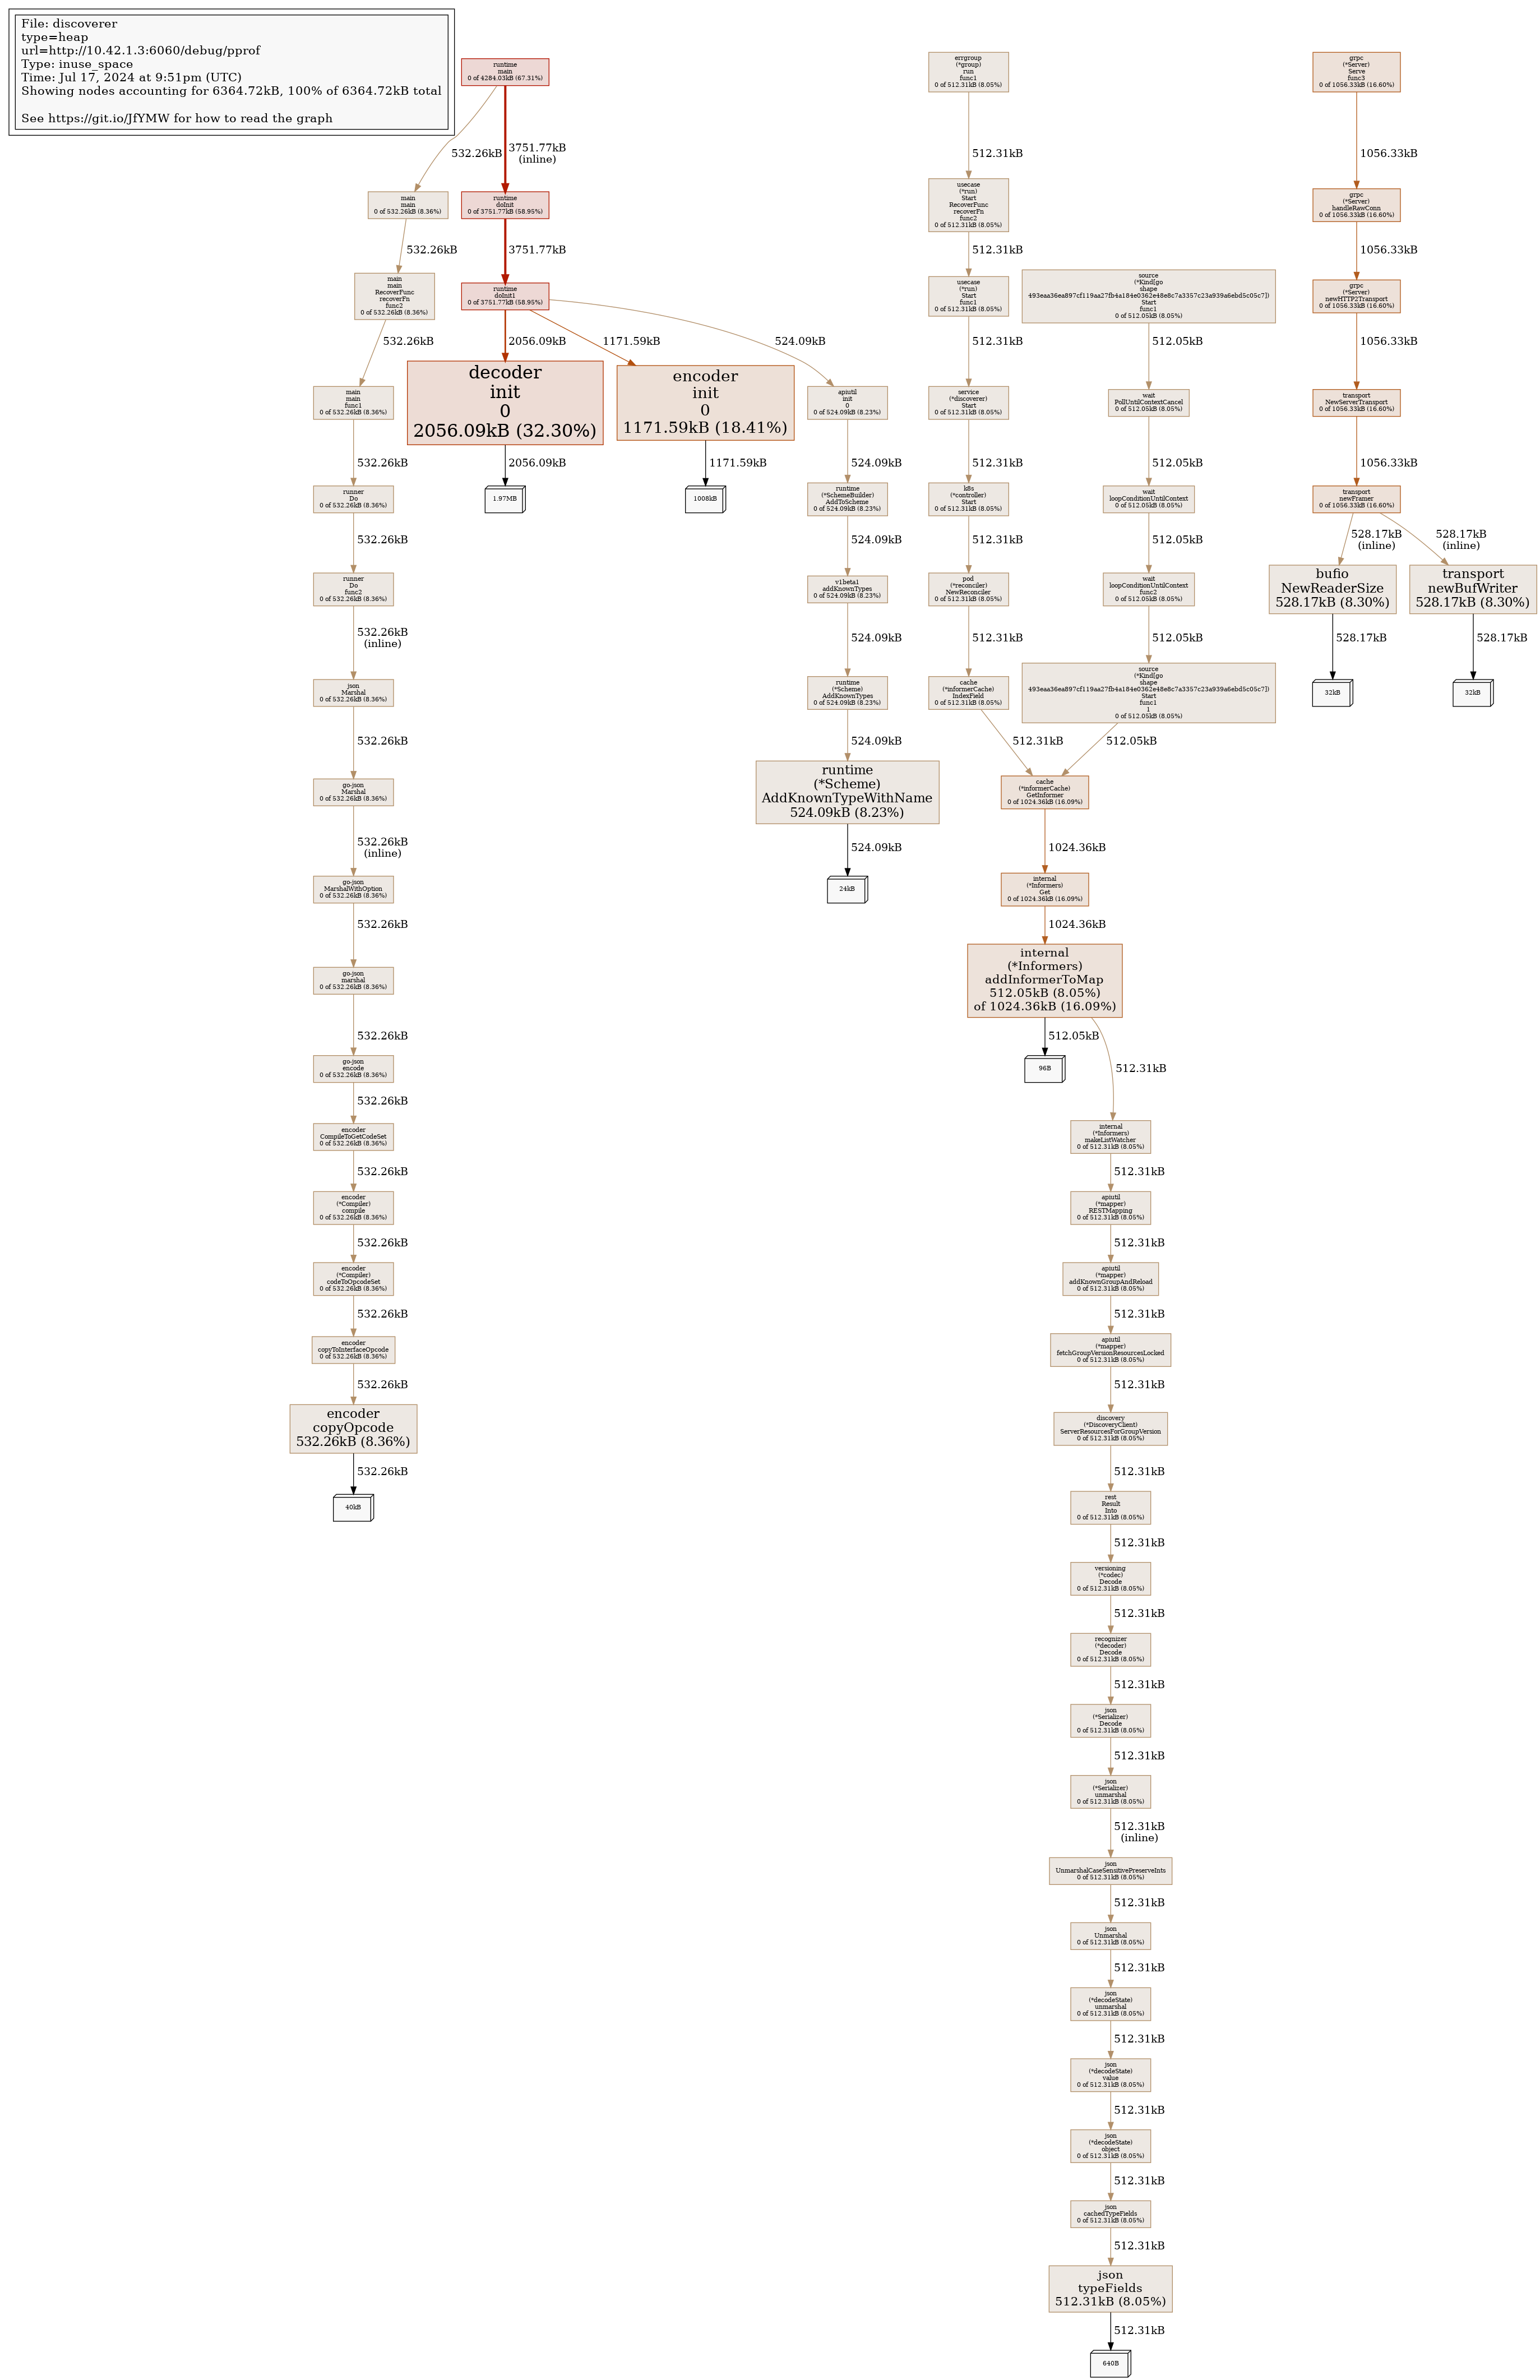 File: discoverer
type=heap
url=http://10.42.1.3:6060/debug/pprof
Type: inuse_space
Time: Jul 17, 2024 at 9:51pm (UTC)
Showing nodes accounting for 6364.72kB, 100% of 6364.72kB total
See https://git.io/JfYMW for how to read the graph
runtime
main
0 of 4284.03kB (67.31%)
532.26kB
3751.77kB
(inline)
main
main
0 of 532.26kB (8.36%)
runtime
doInit
0 of 3751.77kB (58.95%)
532.26kB
3751.77kB
main
main
RecoverFunc
recoverFn
func2
0 of 532.26kB (8.36%)
runtime
doInit1
0 of 3751.77kB (58.95%)
532.26kB
2056.09kB
1171.59kB
524.09kB
main
main
func1
0 of 532.26kB (8.36%)
decoder
init
0
2056.09kB (32.30%)
encoder
init
0
1171.59kB (18.41%)
apiutil
init
0
0 of 524.09kB (8.23%)
532.26kB
2056.09kB
1171.59kB
524.09kB
runner
Do
0 of 532.26kB (8.36%)
1.97MB
1008kB
runtime
(*SchemeBuilder)
AddToScheme
0 of 524.09kB (8.23%)
532.26kB
524.09kB
runner
Do
func2
0 of 532.26kB (8.36%)
v1beta1
addKnownTypes
0 of 524.09kB (8.23%)
532.26kB
(inline)
524.09kB
json
Marshal
0 of 532.26kB (8.36%)
runtime
(*Scheme)
AddKnownTypes
0 of 524.09kB (8.23%)
532.26kB
524.09kB
go-json
Marshal
0 of 532.26kB (8.36%)
runtime
(*Scheme)
AddKnownTypeWithName
524.09kB (8.23%)
532.26kB
(inline)
524.09kB
go-json
MarshalWithOption
0 of 532.26kB (8.36%)
24kB
532.26kB
go-json
marshal
0 of 532.26kB (8.36%)
532.26kB
go-json
encode
0 of 532.26kB (8.36%)
532.26kB
encoder
CompileToGetCodeSet
0 of 532.26kB (8.36%)
532.26kB
encoder
(*Compiler)
compile
0 of 532.26kB (8.36%)
532.26kB
encoder
(*Compiler)
codeToOpcodeSet
0 of 532.26kB (8.36%)
532.26kB
encoder
copyToInterfaceOpcode
0 of 532.26kB (8.36%)
532.26kB
encoder
copyOpcode
532.26kB (8.36%)
532.26kB
40kB
errgroup
(*group)
run
func1
0 of 512.31kB (8.05%)
512.31kB
usecase
(*run)
Start
RecoverFunc
recoverFn
func2
0 of 512.31kB (8.05%)
512.31kB
usecase
(*run)
Start
func1
0 of 512.31kB (8.05%)
512.31kB
service
(*discoverer)
Start
0 of 512.31kB (8.05%)
512.31kB
k8s
(*controller)
Start
0 of 512.31kB (8.05%)
512.31kB
pod
(*reconciler)
NewReconciler
0 of 512.31kB (8.05%)
512.31kB
cache
(*informerCache)
IndexField
0 of 512.31kB (8.05%)
512.31kB
source
(*Kind[go
shape
493eaa36ea897cf119aa27fb4a184e0362e48e8c7a3357c23a939a6ebd5c05c7])
Start
func1
0 of 512.05kB (8.05%)
512.05kB
wait
PollUntilContextCancel
0 of 512.05kB (8.05%)
512.05kB
wait
loopConditionUntilContext
0 of 512.05kB (8.05%)
512.05kB
wait
loopConditionUntilContext
func2
0 of 512.05kB (8.05%)
512.05kB
source
(*Kind[go
shape
493eaa36ea897cf119aa27fb4a184e0362e48e8c7a3357c23a939a6ebd5c05c7])
Start
func1
1
0 of 512.05kB (8.05%)
512.05kB
cache
(*informerCache)
GetInformer
0 of 1024.36kB (16.09%)
1024.36kB
internal
(*Informers)
Get
0 of 1024.36kB (16.09%)
1024.36kB
internal
(*Informers)
addInformerToMap
512.05kB (8.05%)
of 1024.36kB (16.09%)
512.05kB
96B
512.31kB
internal
(*Informers)
makeListWatcher
0 of 512.31kB (8.05%)
512.31kB
apiutil
(*mapper)
RESTMapping
0 of 512.31kB (8.05%)
512.31kB
apiutil
(*mapper)
addKnownGroupAndReload
0 of 512.31kB (8.05%)
512.31kB
apiutil
(*mapper)
fetchGroupVersionResourcesLocked
0 of 512.31kB (8.05%)
512.31kB
discovery
(*DiscoveryClient)
ServerResourcesForGroupVersion
0 of 512.31kB (8.05%)
512.31kB
rest
Result
Into
0 of 512.31kB (8.05%)
512.31kB
versioning
(*codec)
Decode
0 of 512.31kB (8.05%)
512.31kB
recognizer
(*decoder)
Decode
0 of 512.31kB (8.05%)
512.31kB
json
(*Serializer)
Decode
0 of 512.31kB (8.05%)
512.31kB
json
(*Serializer)
unmarshal
0 of 512.31kB (8.05%)
512.31kB
(inline)
json
UnmarshalCaseSensitivePreserveInts
0 of 512.31kB (8.05%)
512.31kB
json
Unmarshal
0 of 512.31kB (8.05%)
512.31kB
json
(*decodeState)
unmarshal
0 of 512.31kB (8.05%)
512.31kB
json
(*decodeState)
value
0 of 512.31kB (8.05%)
512.31kB
json
(*decodeState)
object
0 of 512.31kB (8.05%)
512.31kB
json
cachedTypeFields
0 of 512.31kB (8.05%)
512.31kB
json
typeFields
512.31kB (8.05%)
512.31kB
640B
grpc
(*Server)
Serve
func3
0 of 1056.33kB (16.60%)
1056.33kB
grpc
(*Server)
handleRawConn
0 of 1056.33kB (16.60%)
1056.33kB
grpc
(*Server)
newHTTP2Transport
0 of 1056.33kB (16.60%)
1056.33kB
transport
NewServerTransport
0 of 1056.33kB (16.60%)
1056.33kB
transport
newFramer
0 of 1056.33kB (16.60%)
528.17kB
(inline)
528.17kB
(inline)
bufio
NewReaderSize
528.17kB (8.30%)
transport
newBufWriter
528.17kB (8.30%)
528.17kB
528.17kB
32kB
32kB